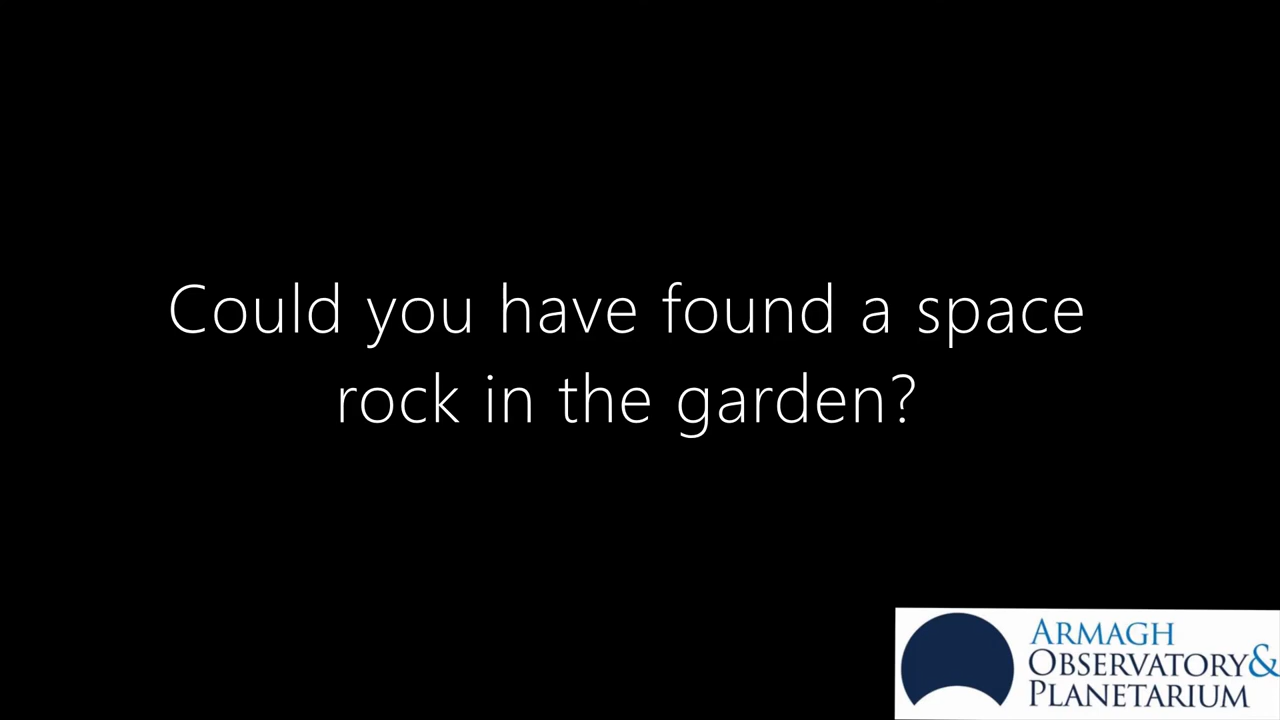 Could you have found a space
rock in the garden?
ARMAGH
OBSERVATORY&
PLANETARIUM